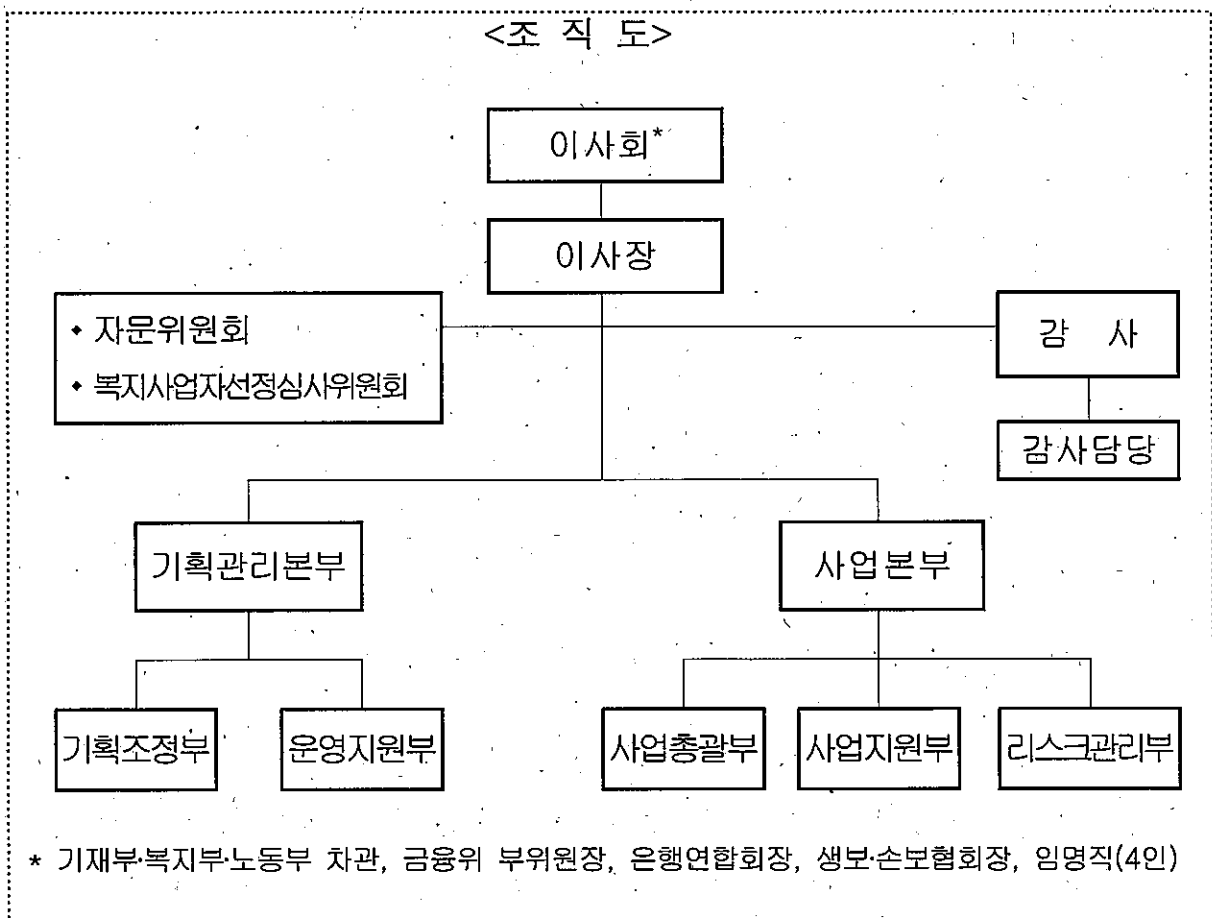 <조 직 도>
이사회*
이사장
◆ 자문위원회
◆ 복지사업자선정심사위원회
감 사
감사담당
기획관리본부
사업본부
기획조정부
운영지원부
사업총괄부
사업지원부
리스크관리부
* 기재부·복지부·노동부 차관, 금융위 부위원장, 은행연합회장, 생보·손보협회장, 임명직(4인)